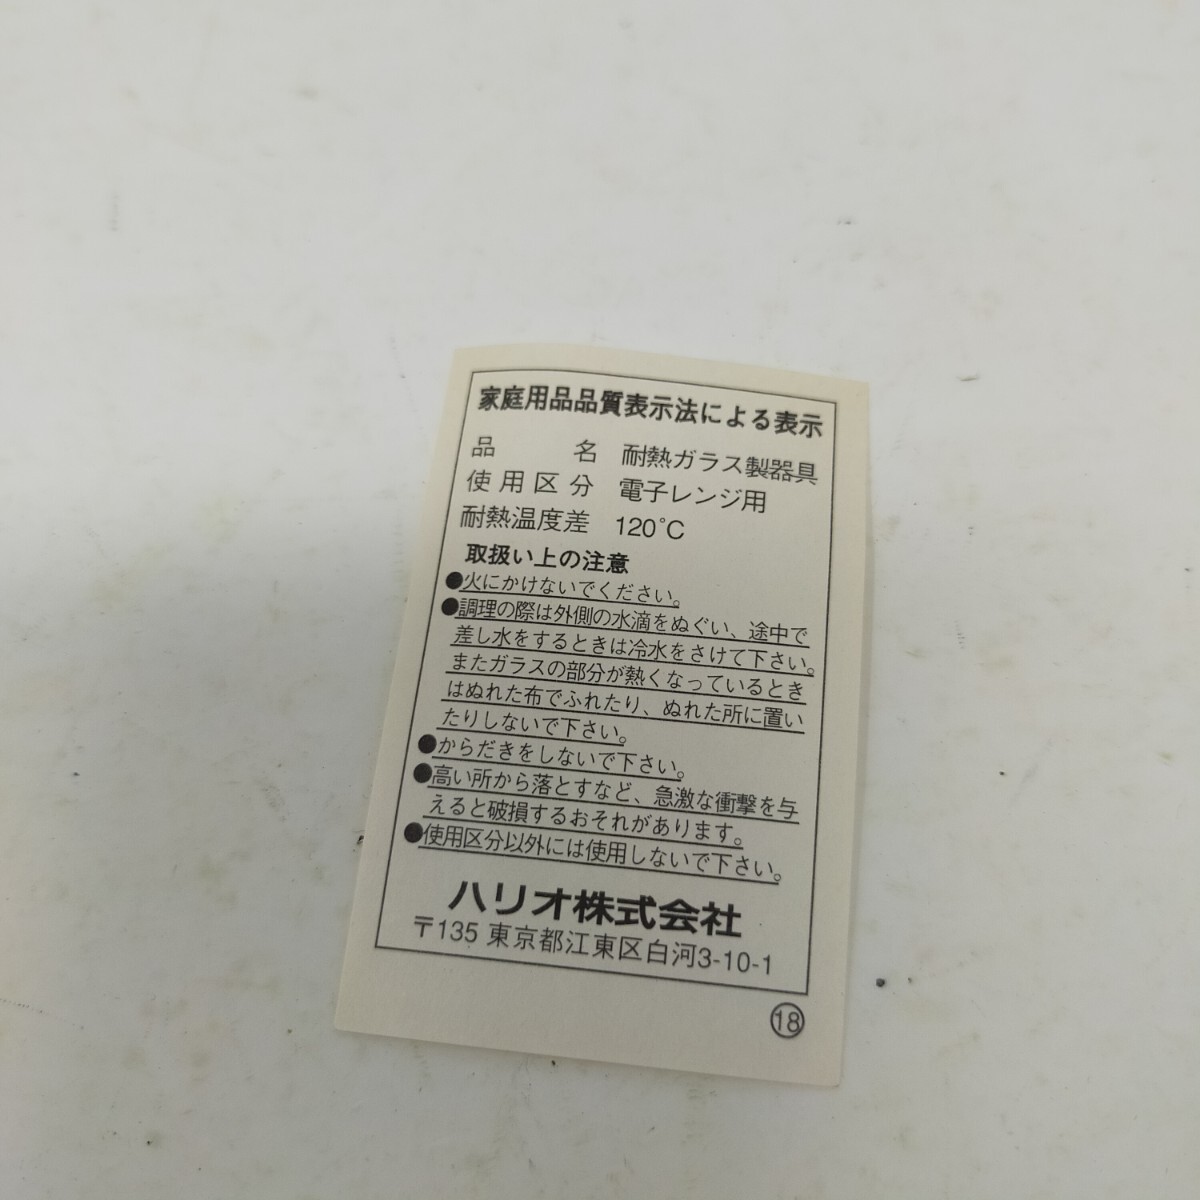 家庭用品品質表示法による表示
品名 耐熱ガラス製器具
使用区分 電子レンジ用
耐熱温度差 120°C
取扱い上の注意
●火にかけないでください。
●調理の際は外側の水滴をぬぐい、途中で
差し水をするときは冷水をさけて下さい。
またガラスの部分が熱くなっているとき
はぬれた布でふれたり、ぬれた所に置い
たりしないで下さい。
●からだきをしないで下さい。
●高い所から落とすなど、急激な衝撃を与
えると破損するおそれがあります。
●使用区分以外には使用しないで下さい。
ハリオ株式会社
〒135 東京都江東区白河3-10-1
⑱